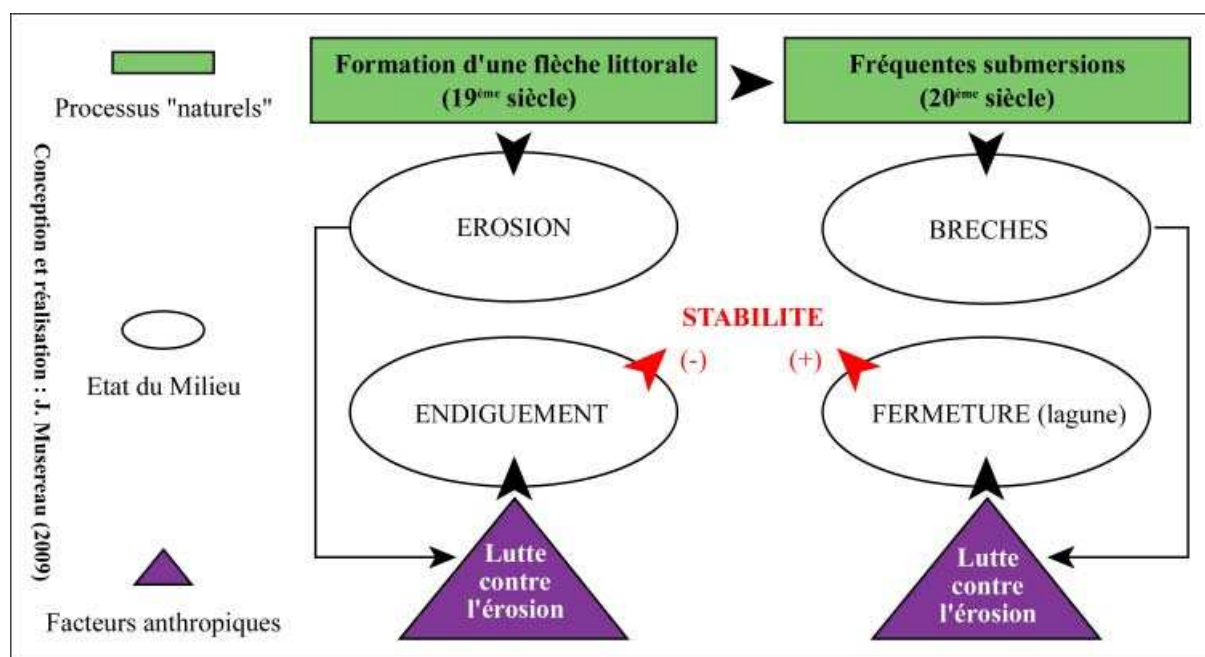 Processus "naturels"
Etat du Milieu
Facteurs anthropiques
Conception et réalisation : J. Musereau (2009)
Formation d'une flèche littorale
(19ème siècle)
Fréquentes submersions
(20ème siècle)
EROSION
BRECHES
STABILITE
(-)
(+)
ENDIGUEMENT
FERMETURE (lagune)
Lutte
contre
l'érosion
Lutte
contre
l'érosion